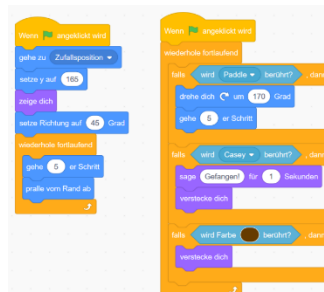 Wenn angeklickt wird
gehe zu Zufallsposition
setze y auf 165
zeige dich
setze Richtung auf 45 Grad
wiederhole fortlaufend
gehe 5 er Schritt
pralle vom Rand ab
Wenn angeklickt wird
wiederhole fortlaufend
falls wird Paddle berührt? , dann
drehe dich um 170 Grad
gehe 5 er Schritt
falls wird Casey berührt? , dann
sage Gefangen! für 1 Sekunden
verstecke dich
falls wird Farbe berührt? , dann
verstecke dich